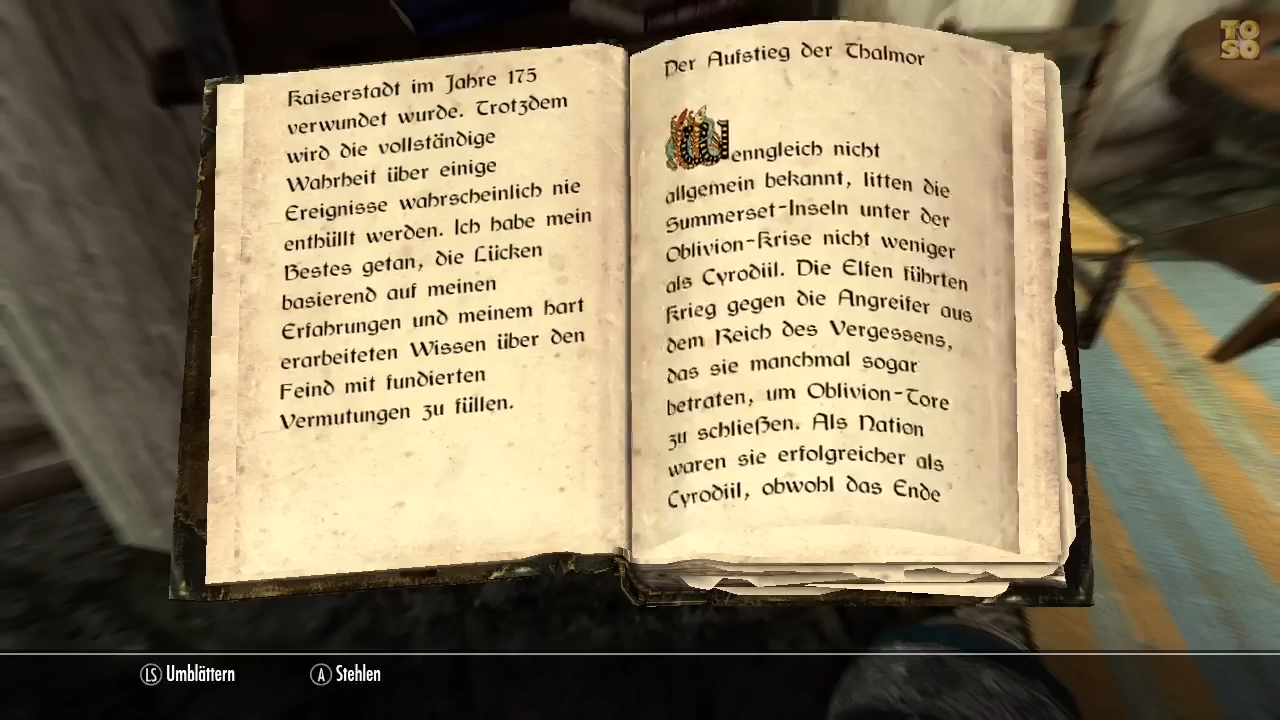 Kaiserstadt im Jahre 175
verwundet wurde. Trotzdem
wird die vollständige
Wahrheit über einige
Ereignisse wahrscheinlich nie
enthüllt werden. Ich habe mein
Bestes getan, die Lücken
basierend auf meinen
Erfahrungen und meinem hart
erarbeiteten Wissen über den
Feind mit fundierten
Vermutungen zu füllen.
Der Aufstieg der Thalmor
Wenngleich nicht
allgemein bekannt, litten die
Summerset-Inseln unter der
Oblivion-Krise nicht weniger
als Cyrodiil. Die Elfen führten
Krieg gegen die Angreifer aus
dem Reich des Vergessens,
das sie manchmal sogar
betraten, um Oblivion-Tore
zu schließen. Als Nation
waren sie erfolgreicher als
Cyrodiil, obwohl das Ende
TO
SO
LS Umblättern
A Stehlen